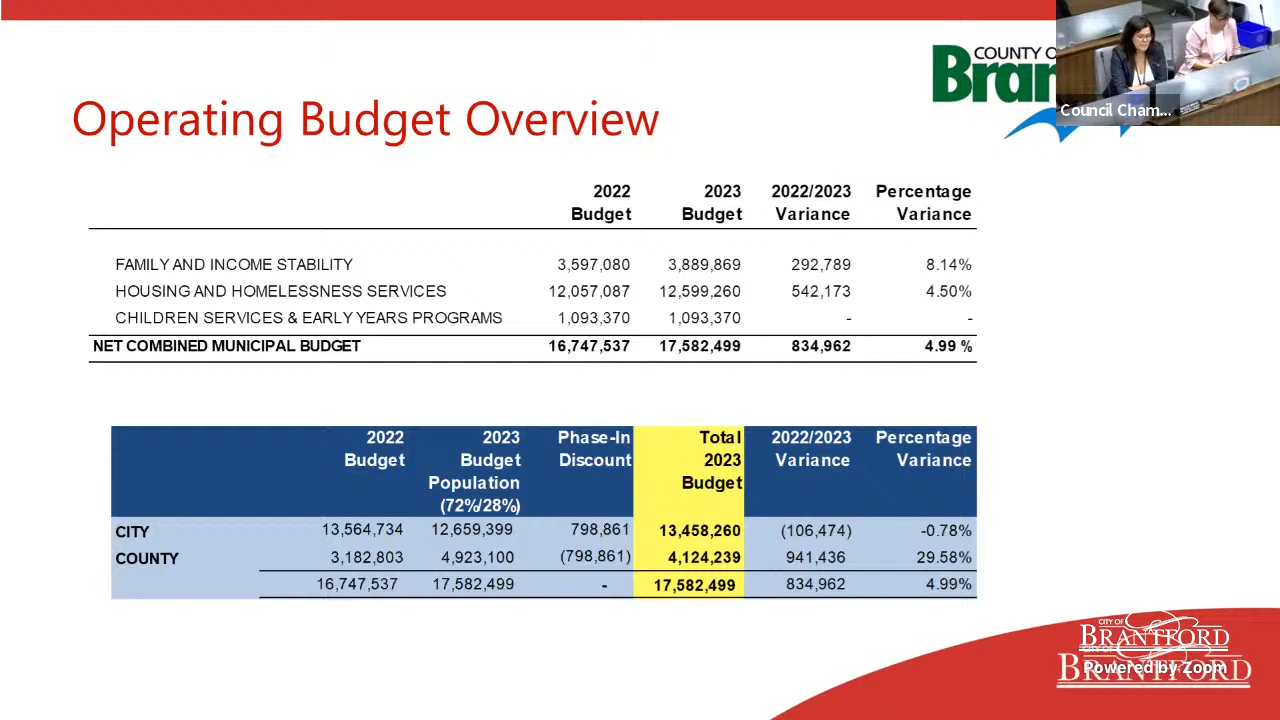 COUNTY O
Bran
Council Cham...
Operating Budget Overview
2022 2023 2022/2023 Percentage
Budget Budget Variance Variance
FAMILY AND INCOME STABILITY 3,597,080 3,889,869 292,789 8.14%
HOUSING AND HOMELESSNESS SERVICES 12,057,087 12,599,260 542,173 4.50%
CHILDREN SERVICES & EARLY YEARS PROGRAMS 1,093,370 1,093,370 - -
NET COMBINED MUNICIPAL BUDGET 16,747,537 17,582,499 834,962 4.99 %
2022 2023 Phase-In Total 2022/2023 Percentage
Budget Budget Discount 2023 Variance Variance
Population Budget
(72%/28%)
CITY 13,564,734 12,659,399 798,861 13,458,260 (106,474) -0.78%
COUNTY 3,182,803 4,923,100 (798,861) 4,124,239 941,436 29.58%
16,747,537 17,582,499 - 17,582,499 834,962 4.99%
CITY OF
BRANTFORD
CITY OF
BRANTFORD
Powered by Zoom